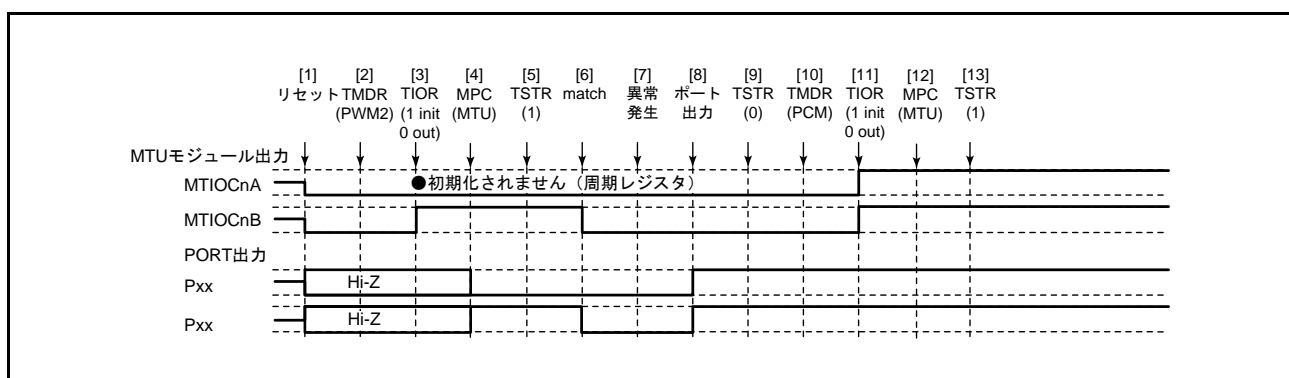 [1] [2] [3] [4] [5] [6] [7] [8] [9] [10] [11] [12] [13]
リセット TMDR TIOR MPC TSTR match 異常 ポート TSTR TMDR TIOR MPC TSTR
(PWM2) (1 init (MTU) (1) 発生 出力 (0) (PCM) (1 init (MTU) (1)
0 out) 0 out)
MTUモジュール出力
MTIOCnA ●初期化されません（周期レジスタ）
MTIOCnB
PORT出力
Pxx Hi-Z
Pxx Hi-Z